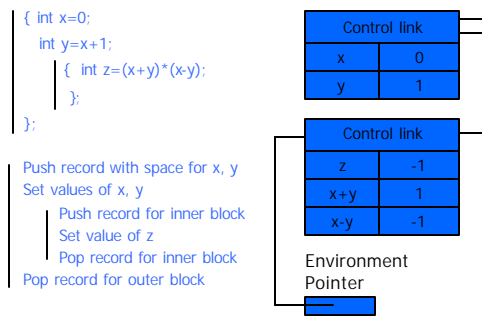 { int x=0;
int y=x+1;
{ int z=(x+y)*(x-y);
};
};
Push record with space for x, y
Set values of x, y
Push record for inner block
Set value of z
Pop record for inner block
Pop record for outer block
Control link
x 0
y 1
Control link
z -1
x+y 1
x-y -1
Environment
Pointer